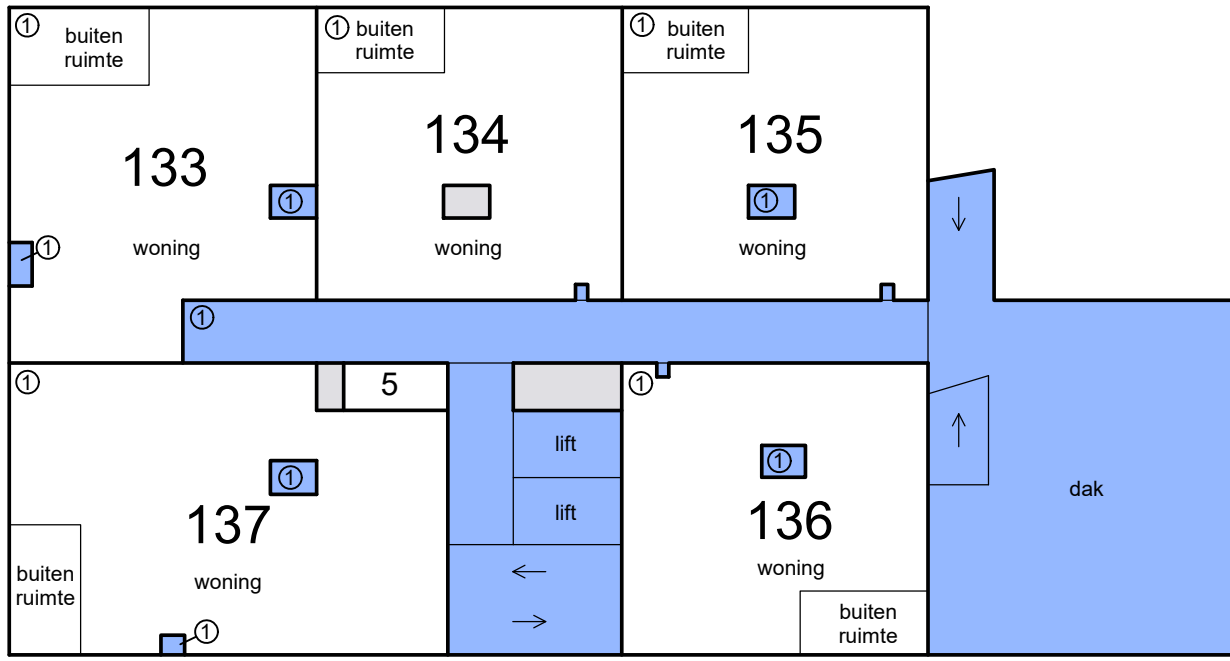 ①
buiten
ruimte
①
buiten
ruimte
①
buiten
ruimte
133
134
135
①
①
woning
①
woning
woning
①
①
5
①
lift
①
①
lift
dak
137
136
woning
woning
buiten
ruimte
①
buiten
ruimte